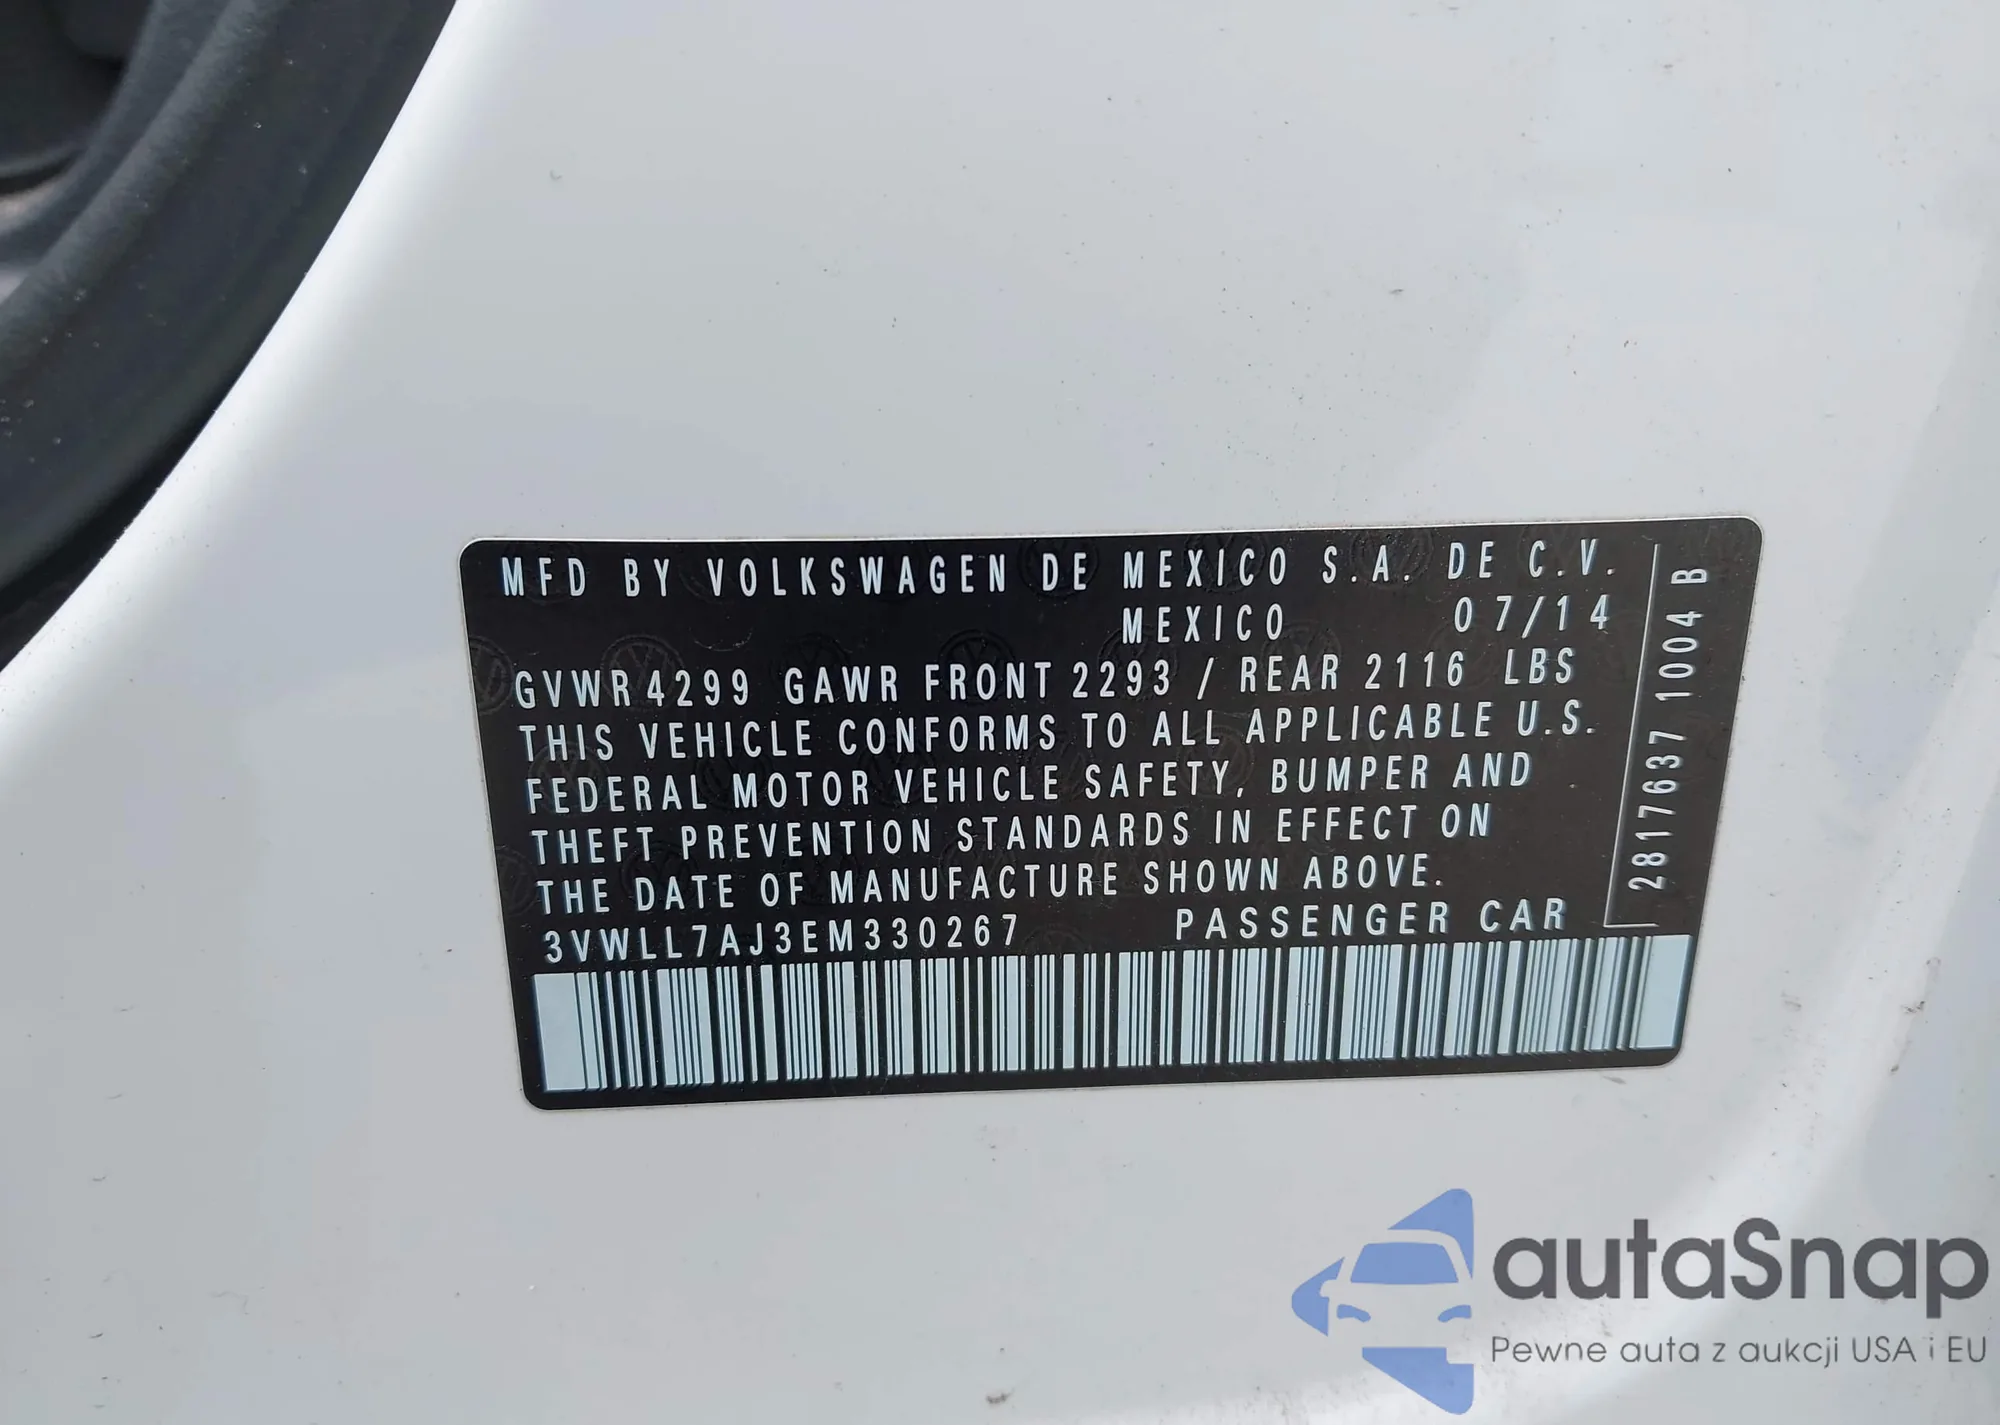 MFD BY VOLKSWAGEN DE MEXICO S.A. DE C.V.
MEXICO 07/14
GVWR 4299 GAWR FRONT 2293 / REAR 2116 LBS
THIS VEHICLE CONFORMS TO ALL APPLICABLE U.S.
FEDERAL MOTOR VEHICLE SAFETY, BUMPER AND
THEFT PREVENTION STANDARDS IN EFFECT ON
THE DATE OF MANUFACTURE SHOWN ABOVE.
3VWLL7AJ3EM330267 PASSENGER CAR
2817637 1004 B
autaSnap
Pewne auta z aukcji USA i EU